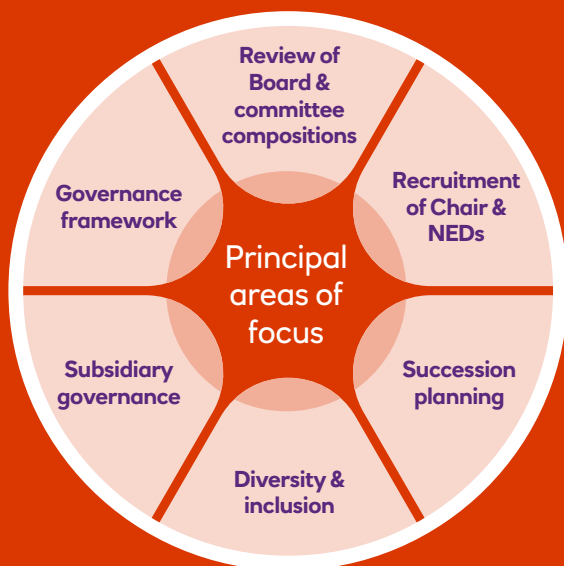 Review of
Board &
committee
compositions
Recruitment
of Chair &
NEDs
Succession
planning
Diversity &
inclusion
Subsidiary
governance
Governance
framework
Principal
areas of
focus